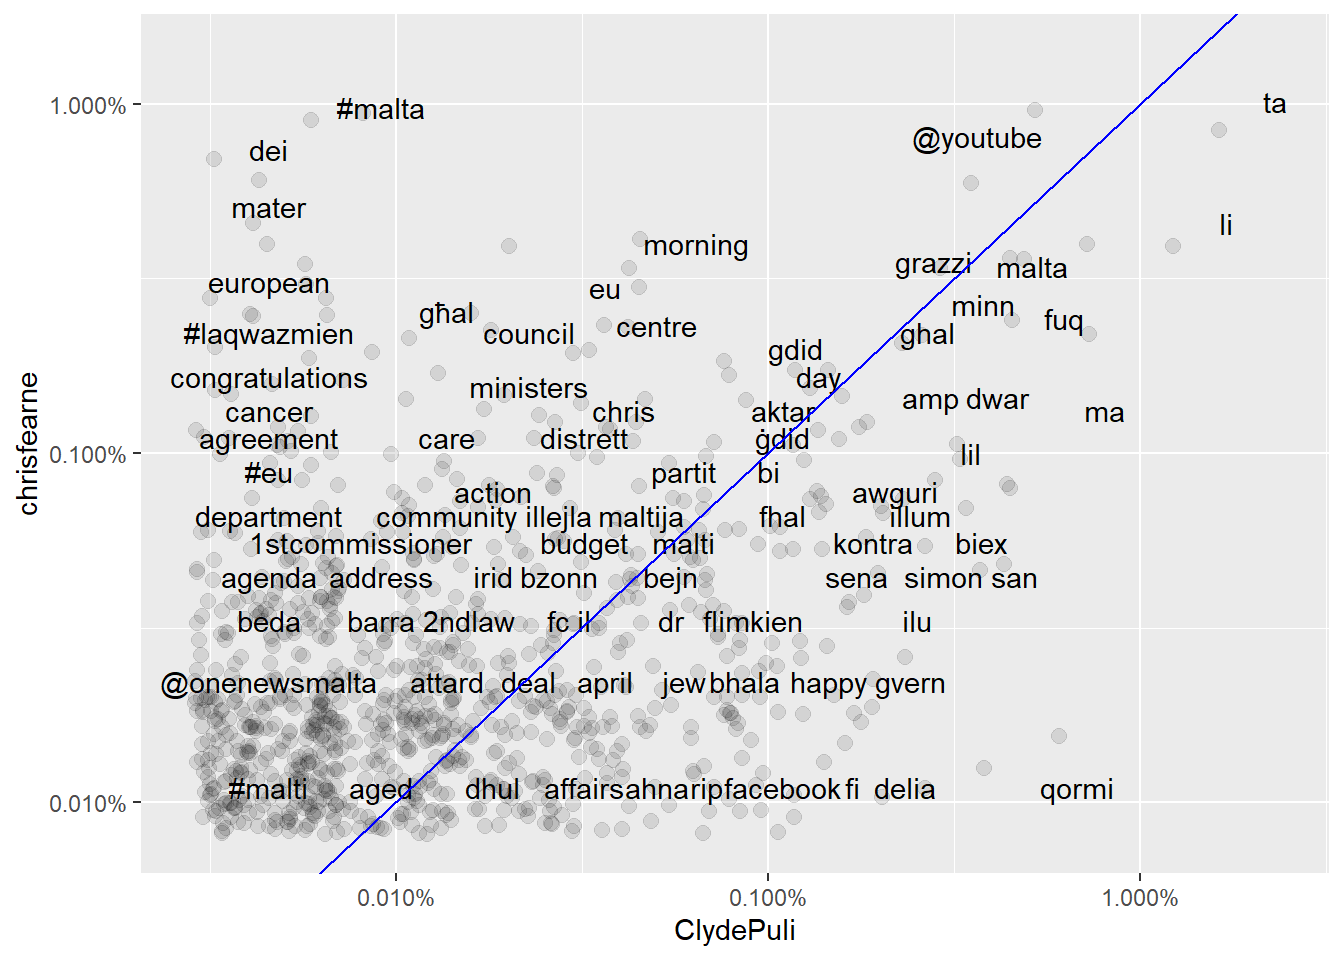 1.000%
#malta
ta
@youtube
dei
mater
li
morning
grazzi
malta
european
eu
minn
għal
centre
fuq
#laqwazmien
council
ghal
gdid
congratulations
day
ministers
amp dwar
cancer
chris
aktar
ma
agreement
care
distrett
ġdid
0.100%
lil
#eu
partit
bi
action
awguri
department
community
illejla
maltija
fhal
illum
1stcommissioner
budget
malti
kontra
biex
agenda
address
irid
bzonn
bejn
sena
simon
san
beda
barra
2ndlaw
fc
il
dr
flimkien
ilu
@onenewsmalta
attard
deal
april
jew
bhala
happy
gvern
#malti
aged
dhul
affairs
ahna
rip
facebook
fi
delia
qormi
0.010%
chrisfearne
0.010%
0.100%
1.000%
ClydePuli